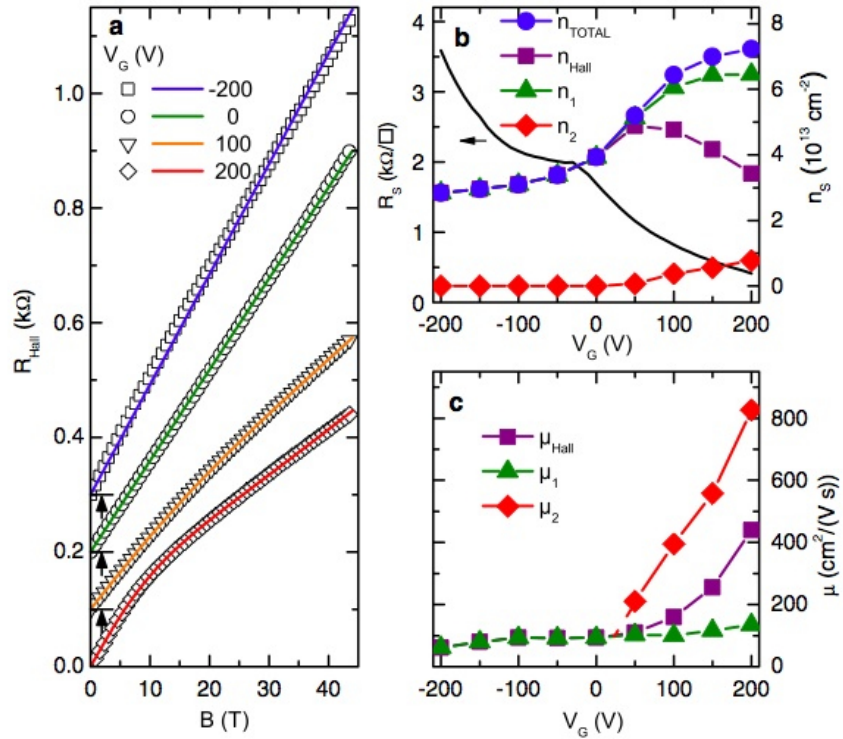 a
V_G (V)
-200
0
100
200
1.0
0.8
0.6
0.4
0.2
0.0
R_Hall (kΩ)
0 10 20 30 40
B (T)
b
n_TOTAL
n_Hall
n_1
n_2
4
3
2
1
0
R_S (kΩ/□)
8
6
4
2
0
n_S (10^13 cm^-2)
-200 -100 0 100 200
V_G (V)
c
μ_Hall
μ_1
μ_2
800
600
400
200
0
μ (cm^2/(V s))
-200 -100 0 100 200
V_G (V)